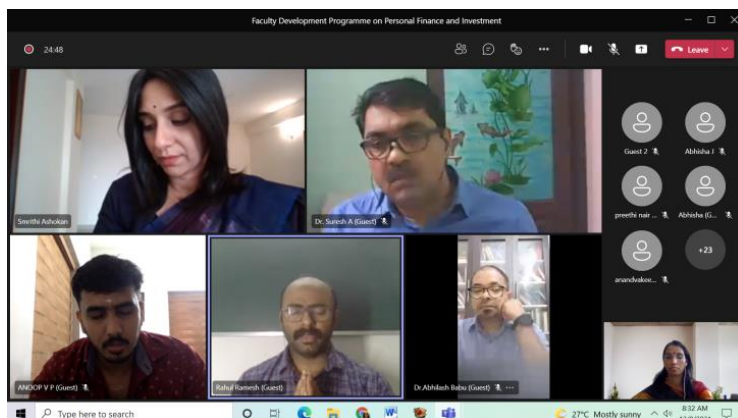 Faculty Development Programme on Personal Finance and Investment
24:48
Leave
Smrithi Ashokan
Dr. Suresh A (Guest)
Guest 2
Abhisha J
preethi nair ...
Abhisha (G...
anandvakee...
+23
ANOOP V P (Guest)
Rahul Ramesh (Guest)
Dr.Abhilash Babu (Guest)
Type here to search
27°C Mostly sunny
8:32 AM